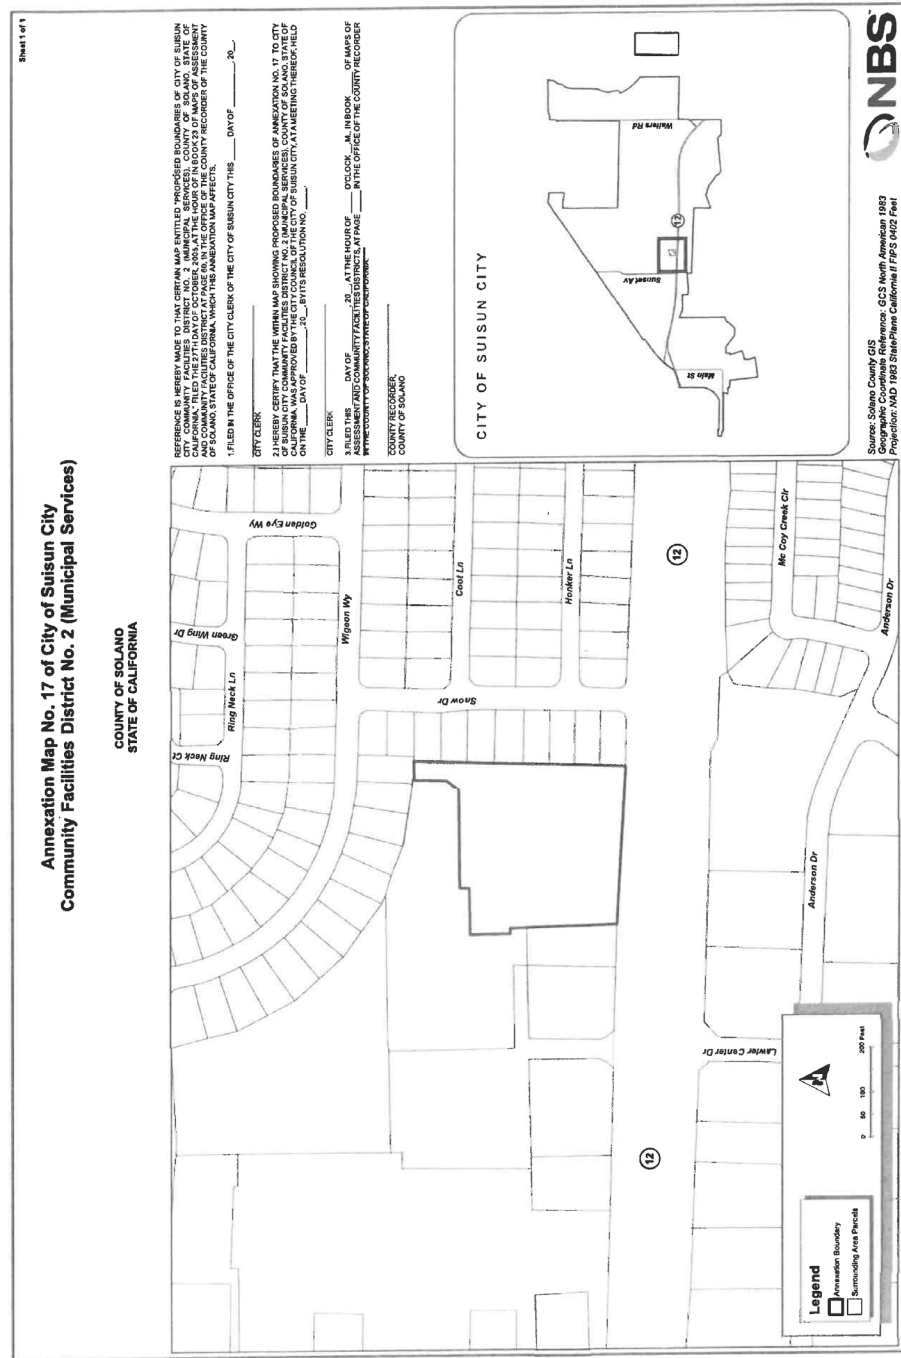 Sheet 1 of 1
Annexation Map No. 17 of City of Suisun City
Community Facilities District No. 2 (Municipal Services)
COUNTY OF SOLANO
STATE OF CALIFORNIA
REFERENCE IS HEREBY MADE TO THAT CERTAIN MAP ENTITLED "PROPOSED BOUNDARIES OF CITY OF SUISUN
CITY COMMUNITY FACILITIES DISTRICT NO. 2 (MUNICIPAL SERVICES), COUNTY OF SOLANO, STATE OF
CALIFORNIA," FILED THE 27TH DAY OF OCTOBER, 2005, AT THE HOUR OF IN BOOK 23 OF MAPS OF ASSESSMENT
AND COMMUNITY FACILITIES DISTRICT AT PAGE 60, IN THE OFFICE OF THE COUNTY RECORDER OF THE COUNTY
OF SOLANO, STATE OF CALIFORNIA, WHICH THIS ANNEXATION MAP AFFECTS.
1.FILED IN THE OFFICE OF THE CITY CLERK OF THE CITY OF SUISUN CITY THIS ____ DAY OF ________, 20__.
CITY CLERK
2.I HEREBY CERTIFY THAT THE WITHIN MAP SHOWING PROPOSED BOUNDARIES OF ANNEXATION NO. 17 TO CITY
OF SUISUN CITY COMMUNITY FACILITIES DISTRICT NO. 2 (MUNICIPAL SERVICES), COUNTY OF SOLANO, STATE OF
CALIFORNIA, WAS APPROVED BY THE CITY COUNCIL OF THE CITY OF SUISUN CITY, AT A MEETING THEREOF, HELD
ON THE ____ DAY OF ________, 20__, BY ITS RESOLUTION NO. ______.
CITY CLERK
3.FILED THIS ____ DAY OF ________, 20__, AT THE HOUR OF ____ O'CLOCK __M, IN BOOK ____ OF MAPS OF
ASSESSMENT AND COMMUNITY FACILITIES DISTRICTS, AT PAGE ____ IN THE OFFICE OF THE COUNTY RECORDER
IN THE COUNTY OF SOLANO, STATE OF CALIFORNIA.
COUNTY RECORDER,
COUNTY OF SOLANO
Ring Neck Ct
Green Wing Dr
Golden Eye Wy
Ring Neck Ln
Wigeon Wy
Snow Dr
Coot Ln
Honker Ln
12
12
Lawler Center Dr
Anderson Dr
Mc Coy Creek Cir
Anderson Dr
CITY OF SUISUN CITY
Main St
Sunset Av
12
Walters Rd
Legend
Annexation Boundary
Surrounding Area Parcels
N
0 50 100 200 Feet
Source: Solano County GIS
Geographic Coordinate Reference: GCS North American 1983
Projection: NAD 1983 StatePlane California II FIPS 0402 Feet
NBS